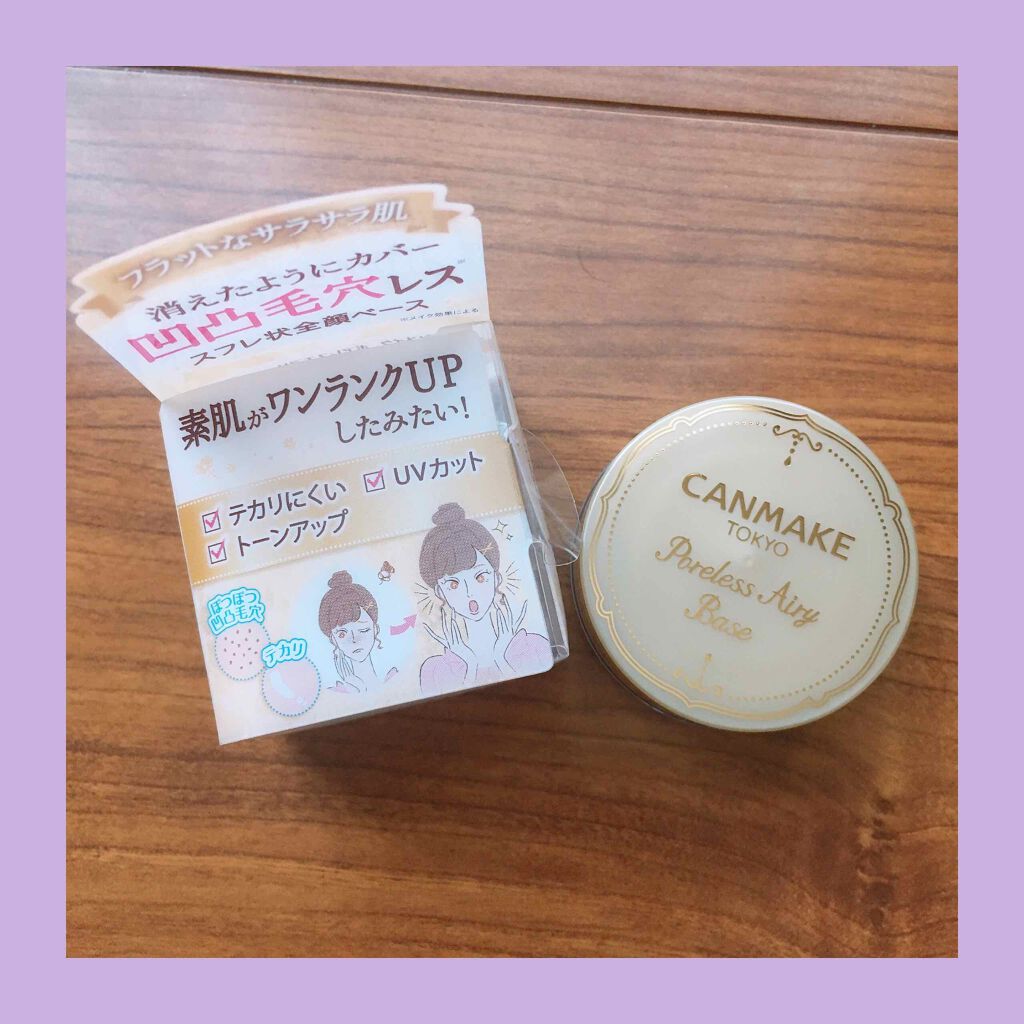 フラットなサラサラ肌
消えたようにカバー
凹凸毛穴レス※
スフレ状全顔ベース
※メイク効果による
素肌がワンランクUP
したみたい!
テカリにくい
UVカット
トーンアップ
ぽつぽつ
凹凸毛穴
テカリ
CANMAKE
TOKYO
Poreless Airy
Base